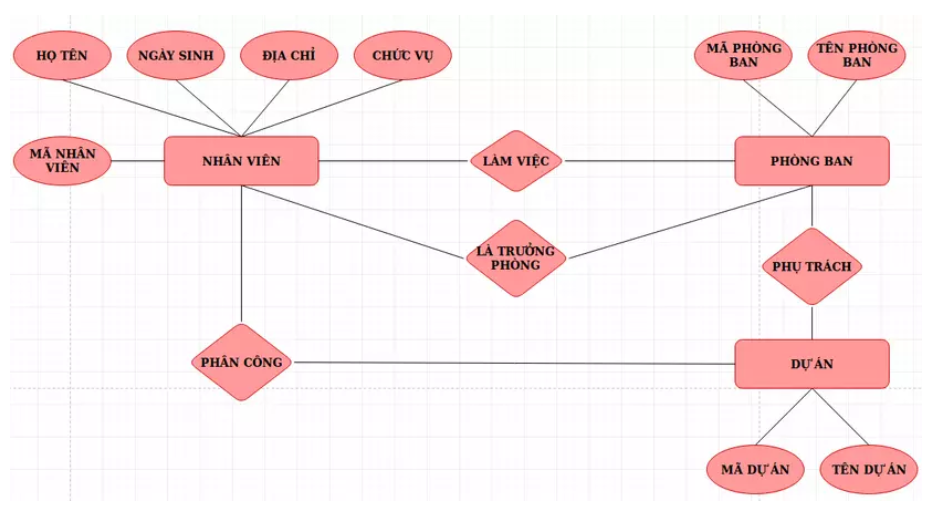 HỌ TÊN
NGÀY SINH
ĐỊA CHỈ
CHỨC VỤ
MÃ PHÒNG
BAN
TÊN PHÒNG
BAN
MÃ NHÂN
VIÊN
NHÂN VIÊN
LÀM VIỆC
PHÒNG BAN
LÀ TRƯỞNG
PHÒNG
PHỤ TRÁCH
PHÂN CÔNG
DỰ ÁN
MÃ DỰ ÁN
TÊN DỰ ÁN